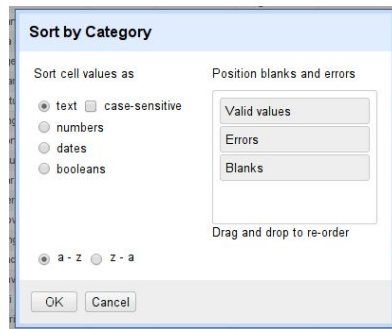 Sort by Category
Sort cell values as
text case-sensitive
numbers
dates
booleans
a - z z - a
Position blanks and errors
Valid values
Errors
Blanks
Drag and drop to re-order
OK Cancel